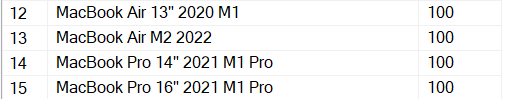 12 MacBook Air 13" 2020 M1 100
13 MacBook Air M2 2022 100
14 MacBook Pro 14" 2021 M1 Pro 100
15 MacBook Pro 16" 2021 M1 Pro 100